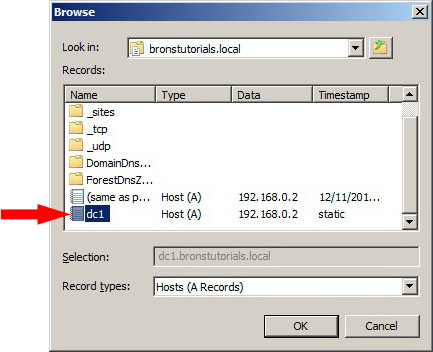 Browse
Look in: bronstutorials.local
Records:
Name Type Data Timestamp
_sites
_tcp
_udp
DomainDns...
ForestDnsZ...
(same as p... Host (A) 192.168.0.2 12/11/201...
dc1 Host (A) 192.168.0.2 static
Selection: dc1.bronstutorials.local
Record types: Hosts (A Records)
OK Cancel